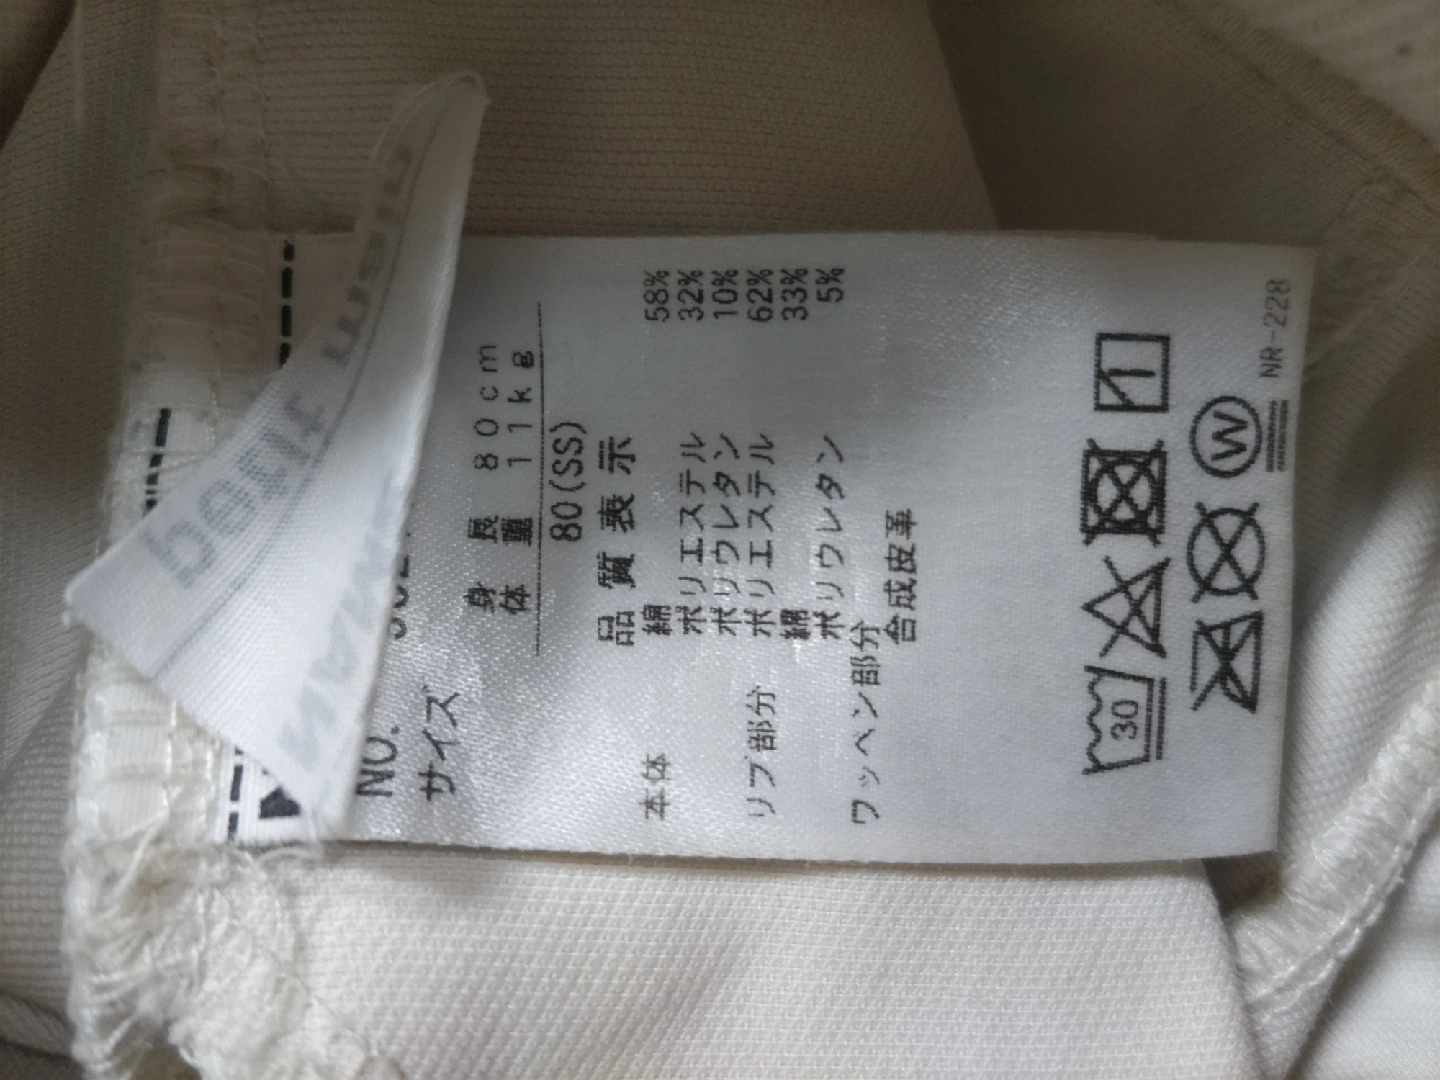 NO.
サイズ
身長 80cm
体重 11kg
80(SS)
品質表示
本体 綿 58%
ポリエステル 32%
ポリウレタン 10%
リブ部分 ポリエステル 62%
綿 33%
ポリウレタン 5%
ワッペン部分
合成皮革
30
W
NR-228